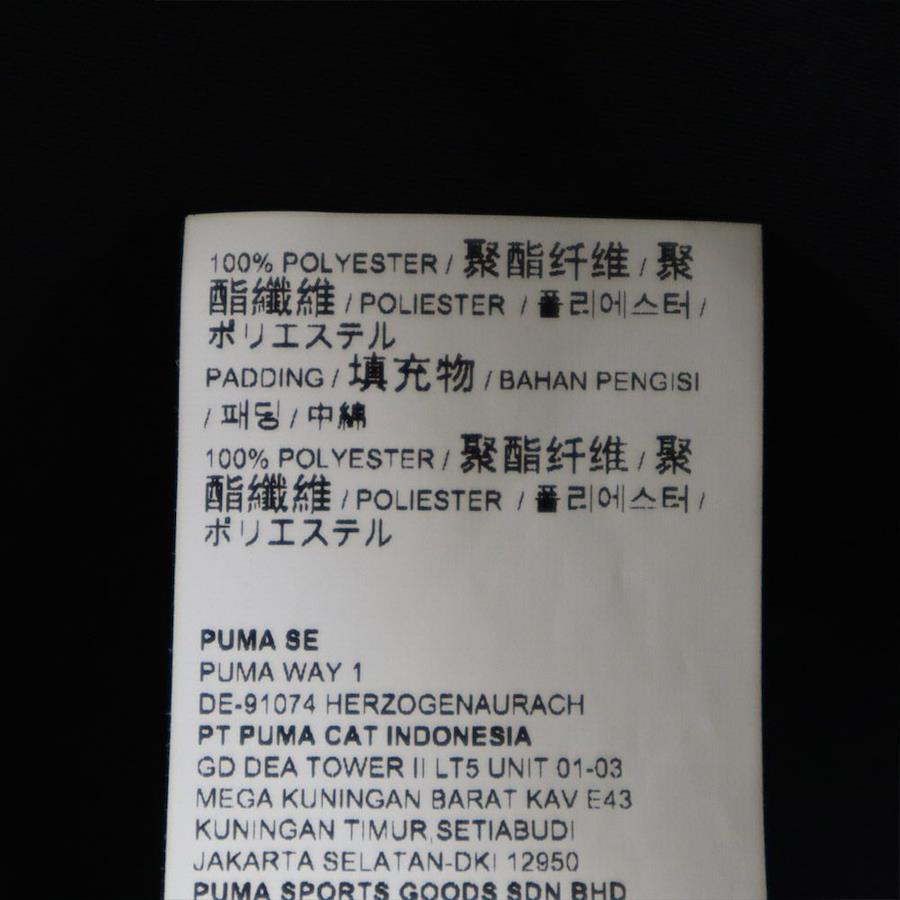 100% POLYESTER / 聚酯纤维 / 聚
酯纖維 / POLIESTER / 폴리에스터 /
ポリエステル
PADDING / 填充物 / BAHAN PENGISI
/ 패딩 / 中綿
100% POLYESTER / 聚酯纤维 / 聚
酯纖維 / POLIESTER / 폴리에스터 /
ポリエステル
PUMA SE
PUMA WAY 1
DE-91074 HERZOGENAURACH
PT PUMA CAT INDONESIA
GD DEA TOWER II LT5 UNIT 01-03
MEGA KUNINGAN BARAT KAV E43
KUNINGAN TIMUR,SETIABUDI
JAKARTA SELATAN-DKI 12950
PUMA SPORTS GOODS SDN BHD